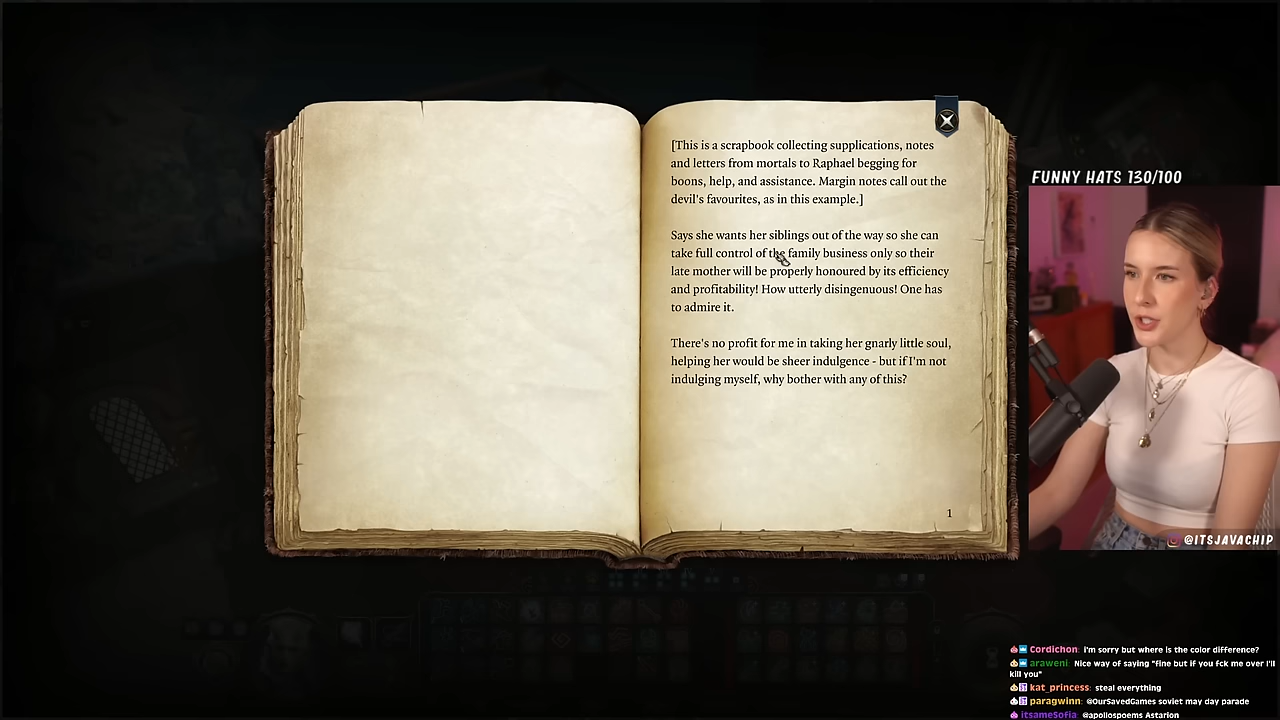 [This is a scrapbook collecting supplications, notes
and letters from mortals to Raphael begging for
boons, help, and assistance. Margin notes call out the
devil's favourites, as in this example.]
Says she wants her siblings out of the way so she can
take full control of the family business only so their
late mother will be properly honoured by its efficiency
and profitability! How utterly disingenuous! One has
to admire it.
There's no profit for me in taking her gnarly little soul,
helping her would be sheer indulgence - but if I'm not
indulging myself, why bother with any of this?
1
FUNNY HATS 130/100
@ITSJAVACHIP
Cordichon: I'm sorry but where is the color difference?
araweni: Nice way of saying "fine but if you fck me over I'll
kill you"
kat_princess: steal everything
paragwinn: @OurSavedGames soviet may day parade
itsameSofia: @apollospoems Astarion